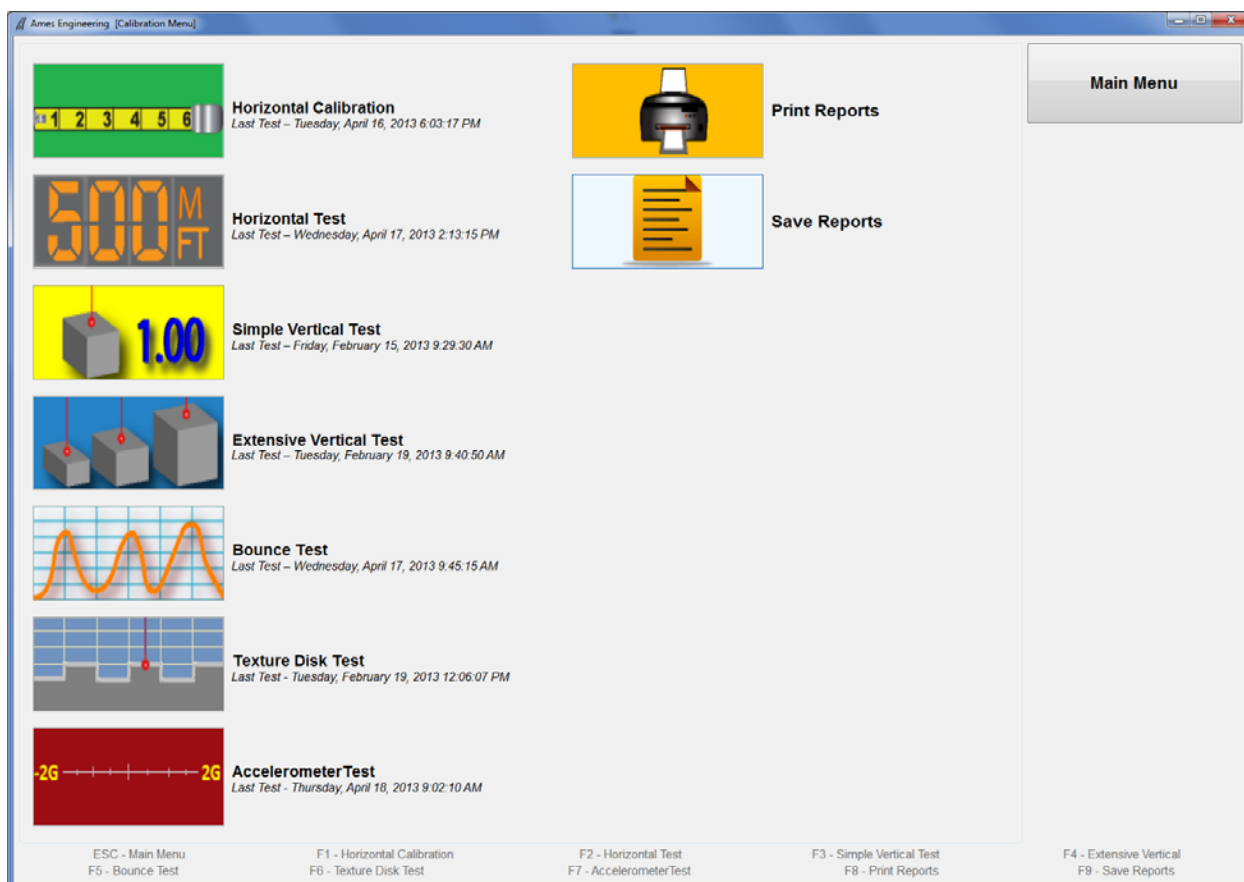 Ames Engineering [Calibration Menu]
1 2 3 4 5 6
Horizontal Calibration
Last Test – Tuesday, April 16, 2013 6:03:17 PM
500 M FT
Horizontal Test
Last Test – Wednesday, April 17, 2013 2:13:15 PM
1.00
Simple Vertical Test
Last Test – Friday, February 15, 2013 9:29:30 AM
Extensive Vertical Test
Last Test – Tuesday, February 19, 2013 9:40:50 AM
Bounce Test
Last Test – Wednesday, April 17, 2013 9:45:15 AM
Texture Disk Test
Last Test - Tuesday, February 19, 2013 12:06:07 PM
-2G 2G
AccelerometerTest
Last Test - Thursday, April 18, 2013 9:02:10 AM
Print Reports
Save Reports
Main Menu
ESC - Main Menu F1 - Horizontal Calibration F2 - Horizontal Test F3 - Simple Vertical Test F4 - Extensive Vertical
F5 - Bounce Test F6 - Texture Disk Test F7 - AccelerometerTest F8 - Print Reports F9 - Save Reports